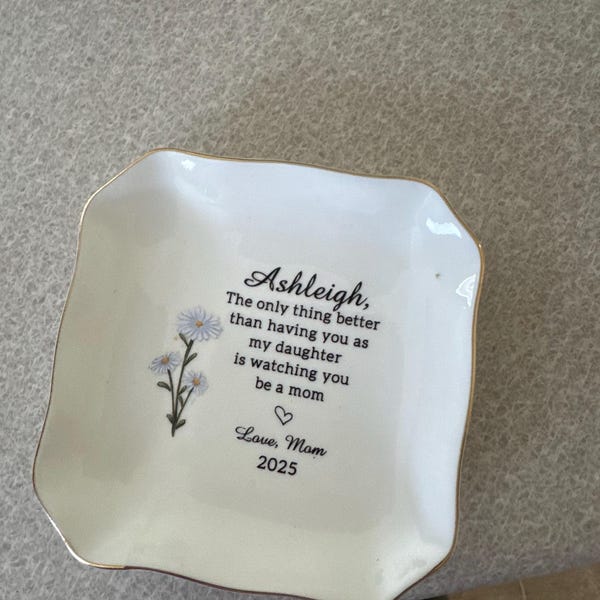 Ashleigh,
The only thing better
than having you as
my daughter
is watching you
be a mom
Love, Mom
2025